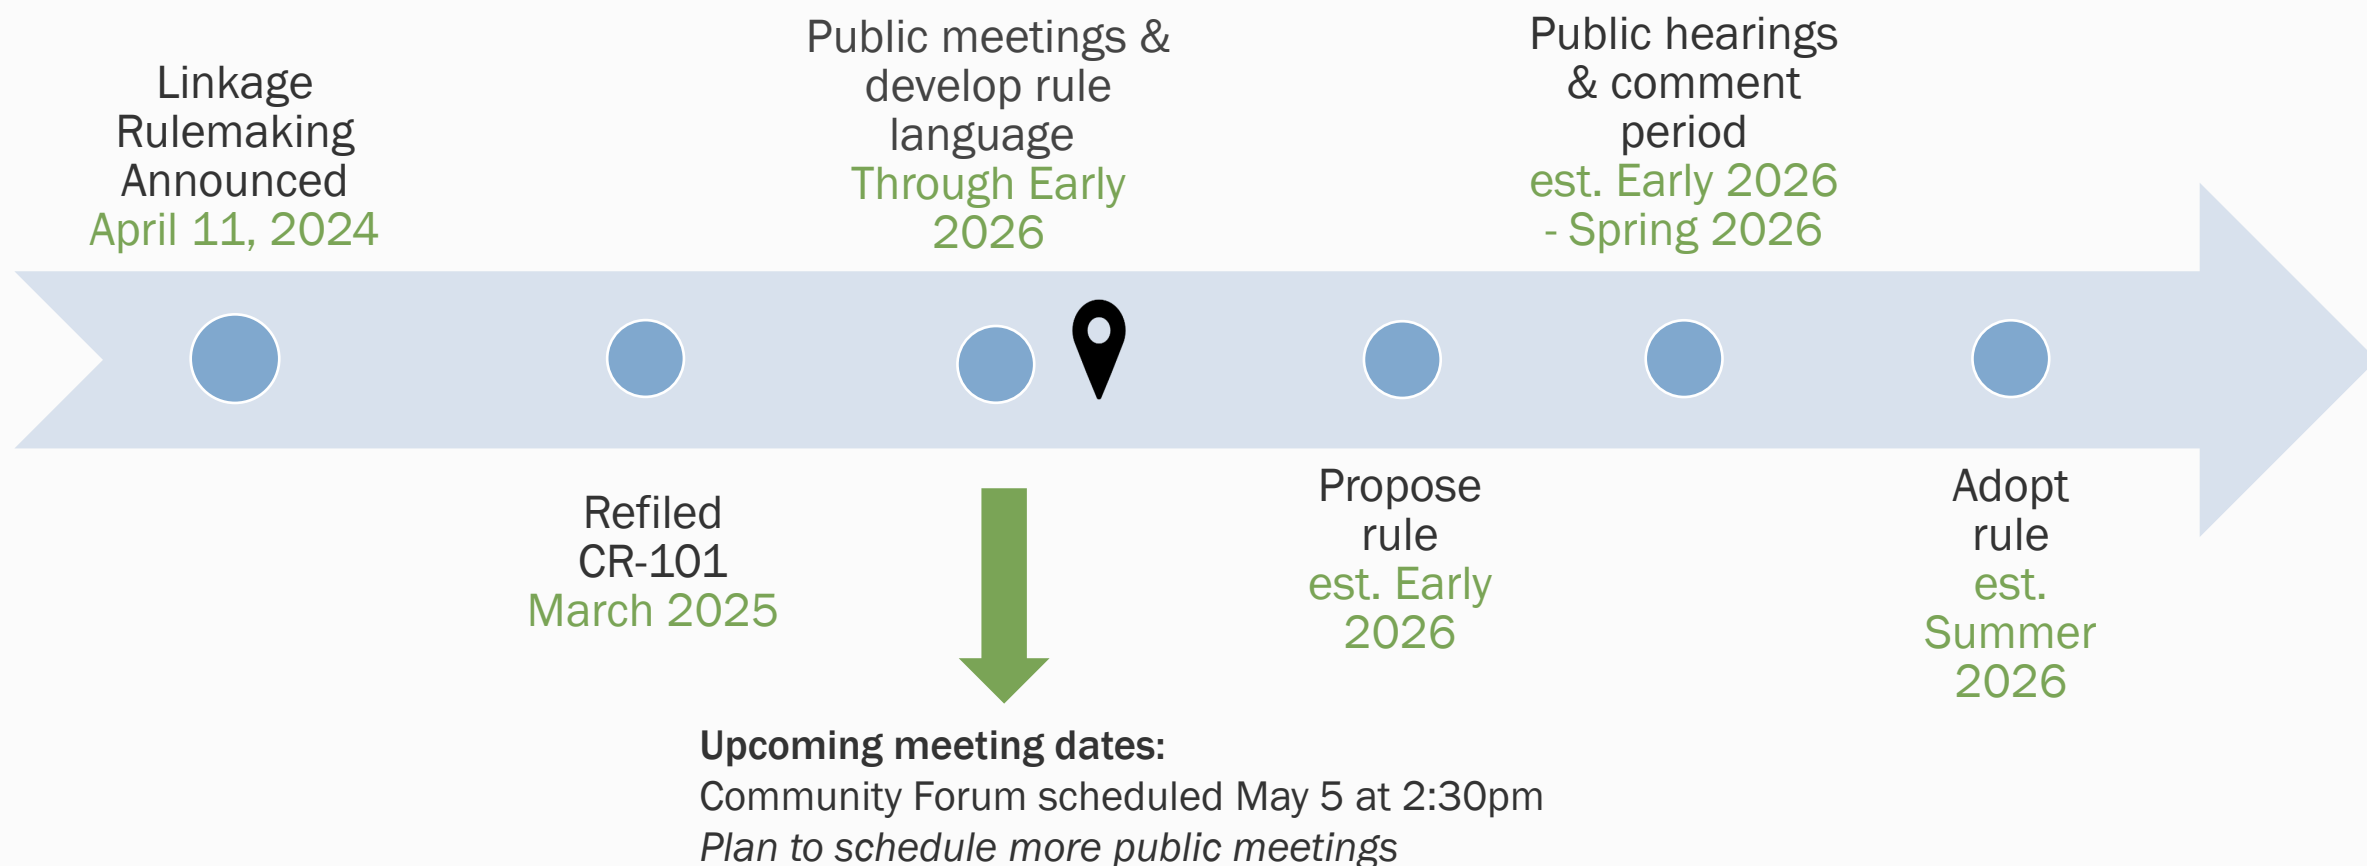 Linkage
Rulemaking
Announced
April 11, 2024
Refiled
CR-101
March 2025
Public meetings &
develop rule
language
Through Early
2026
Upcoming meeting dates:
Community Forum scheduled May 5 at 2:30pm
Plan to schedule more public meetings
Propose
rule
est. Early
2026
Public hearings
& comment
period
est. Early 2026
- Spring 2026
Adopt
rule
est.
Summer
2026